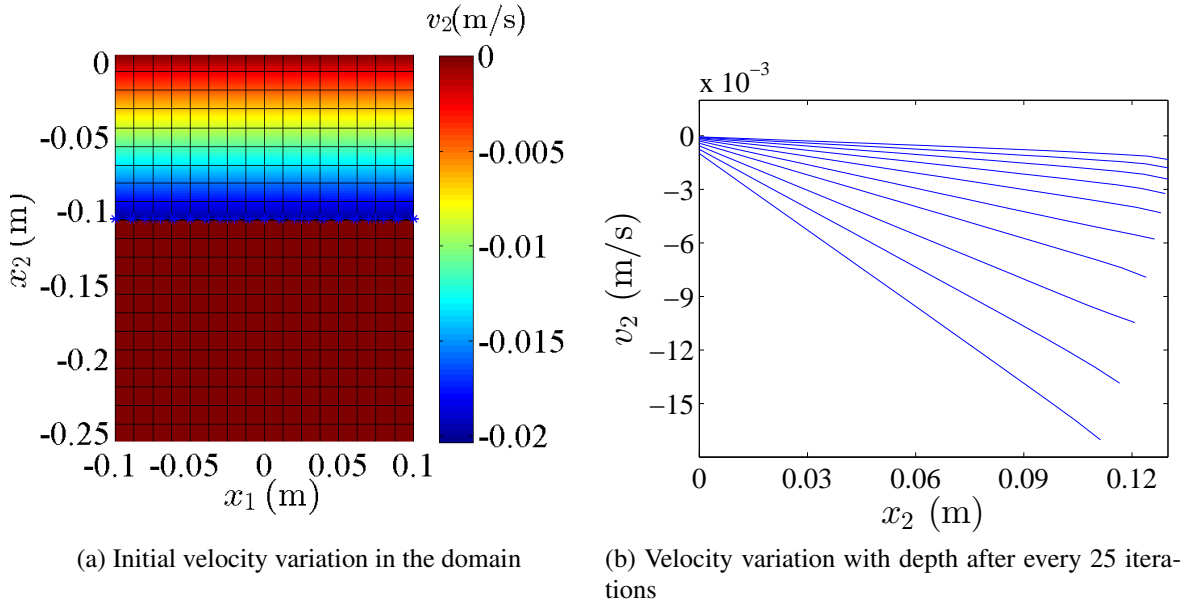 v₂(m/s)
0
-0.05
-0.1
-0.15
-0.2
-0.25
x₂ (m)
-0.1 -0.05 0 0.05 0.1
x₁ (m)
0
-0.005
-0.01
-0.015
-0.02
(a) Initial velocity variation in the domain
x 10⁻³
0
−3
−6
−9
−12
−15
v₂ (m/s)
0 0.03 0.06 0.09 0.12
x₂ (m)
(b) Velocity variation with depth after every 25 itera-
tions